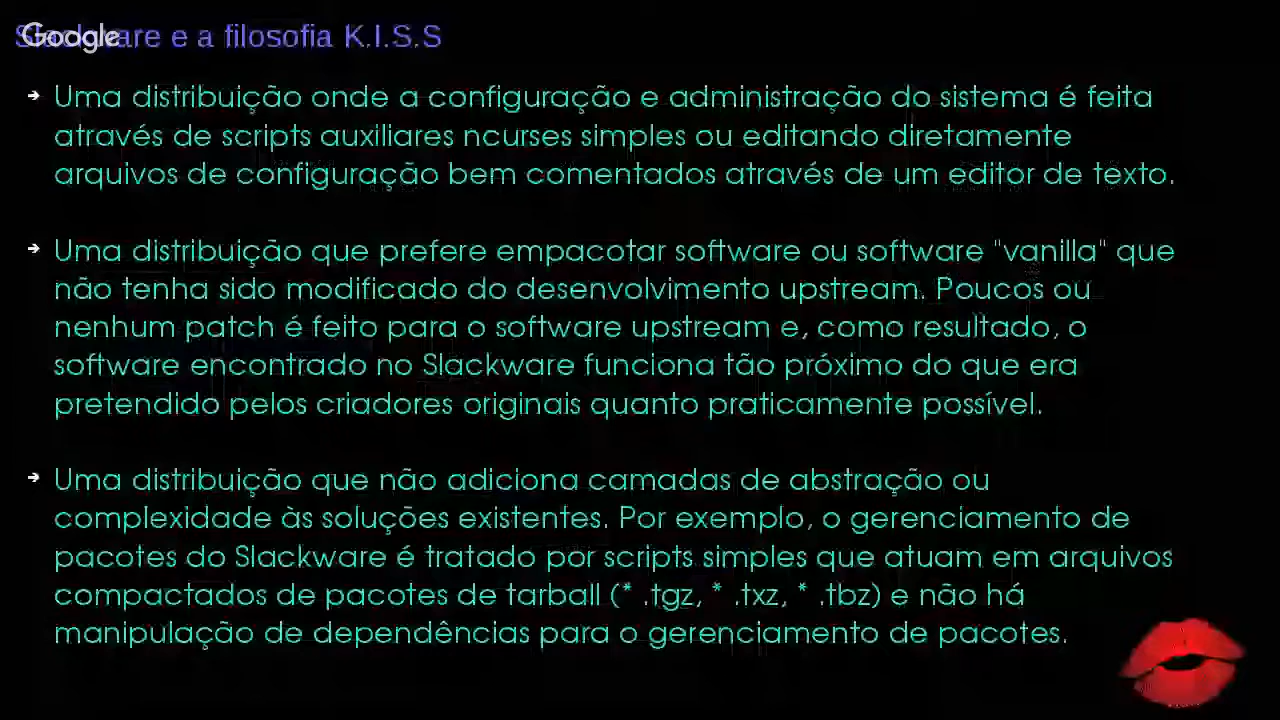 Slackware e a filosofia K.I.S.S
Google
➔ Uma distribuição onde a configuração e administração do sistema é feita
através de scripts auxiliares ncurses simples ou editando diretamente
arquivos de configuração bem comentados através de um editor de texto.
➔ Uma distribuição que prefere empacotar software ou software "vanilla" que
não tenha sido modificado do desenvolvimento upstream. Poucos ou
nenhum patch é feito para o software upstream e, como resultado, o
software encontrado no Slackware funciona tão próximo do que era
pretendido pelos criadores originais quanto praticamente possível.
➔ Uma distribuição que não adiciona camadas de abstração ou
complexidade às soluções existentes. Por exemplo, o gerenciamento de
pacotes do Slackware é tratado por scripts simples que atuam em arquivos
compactados de pacotes de tarball (* .tgz, * .txz, * .tbz) e não há
manipulação de dependências para o gerenciamento de pacotes.